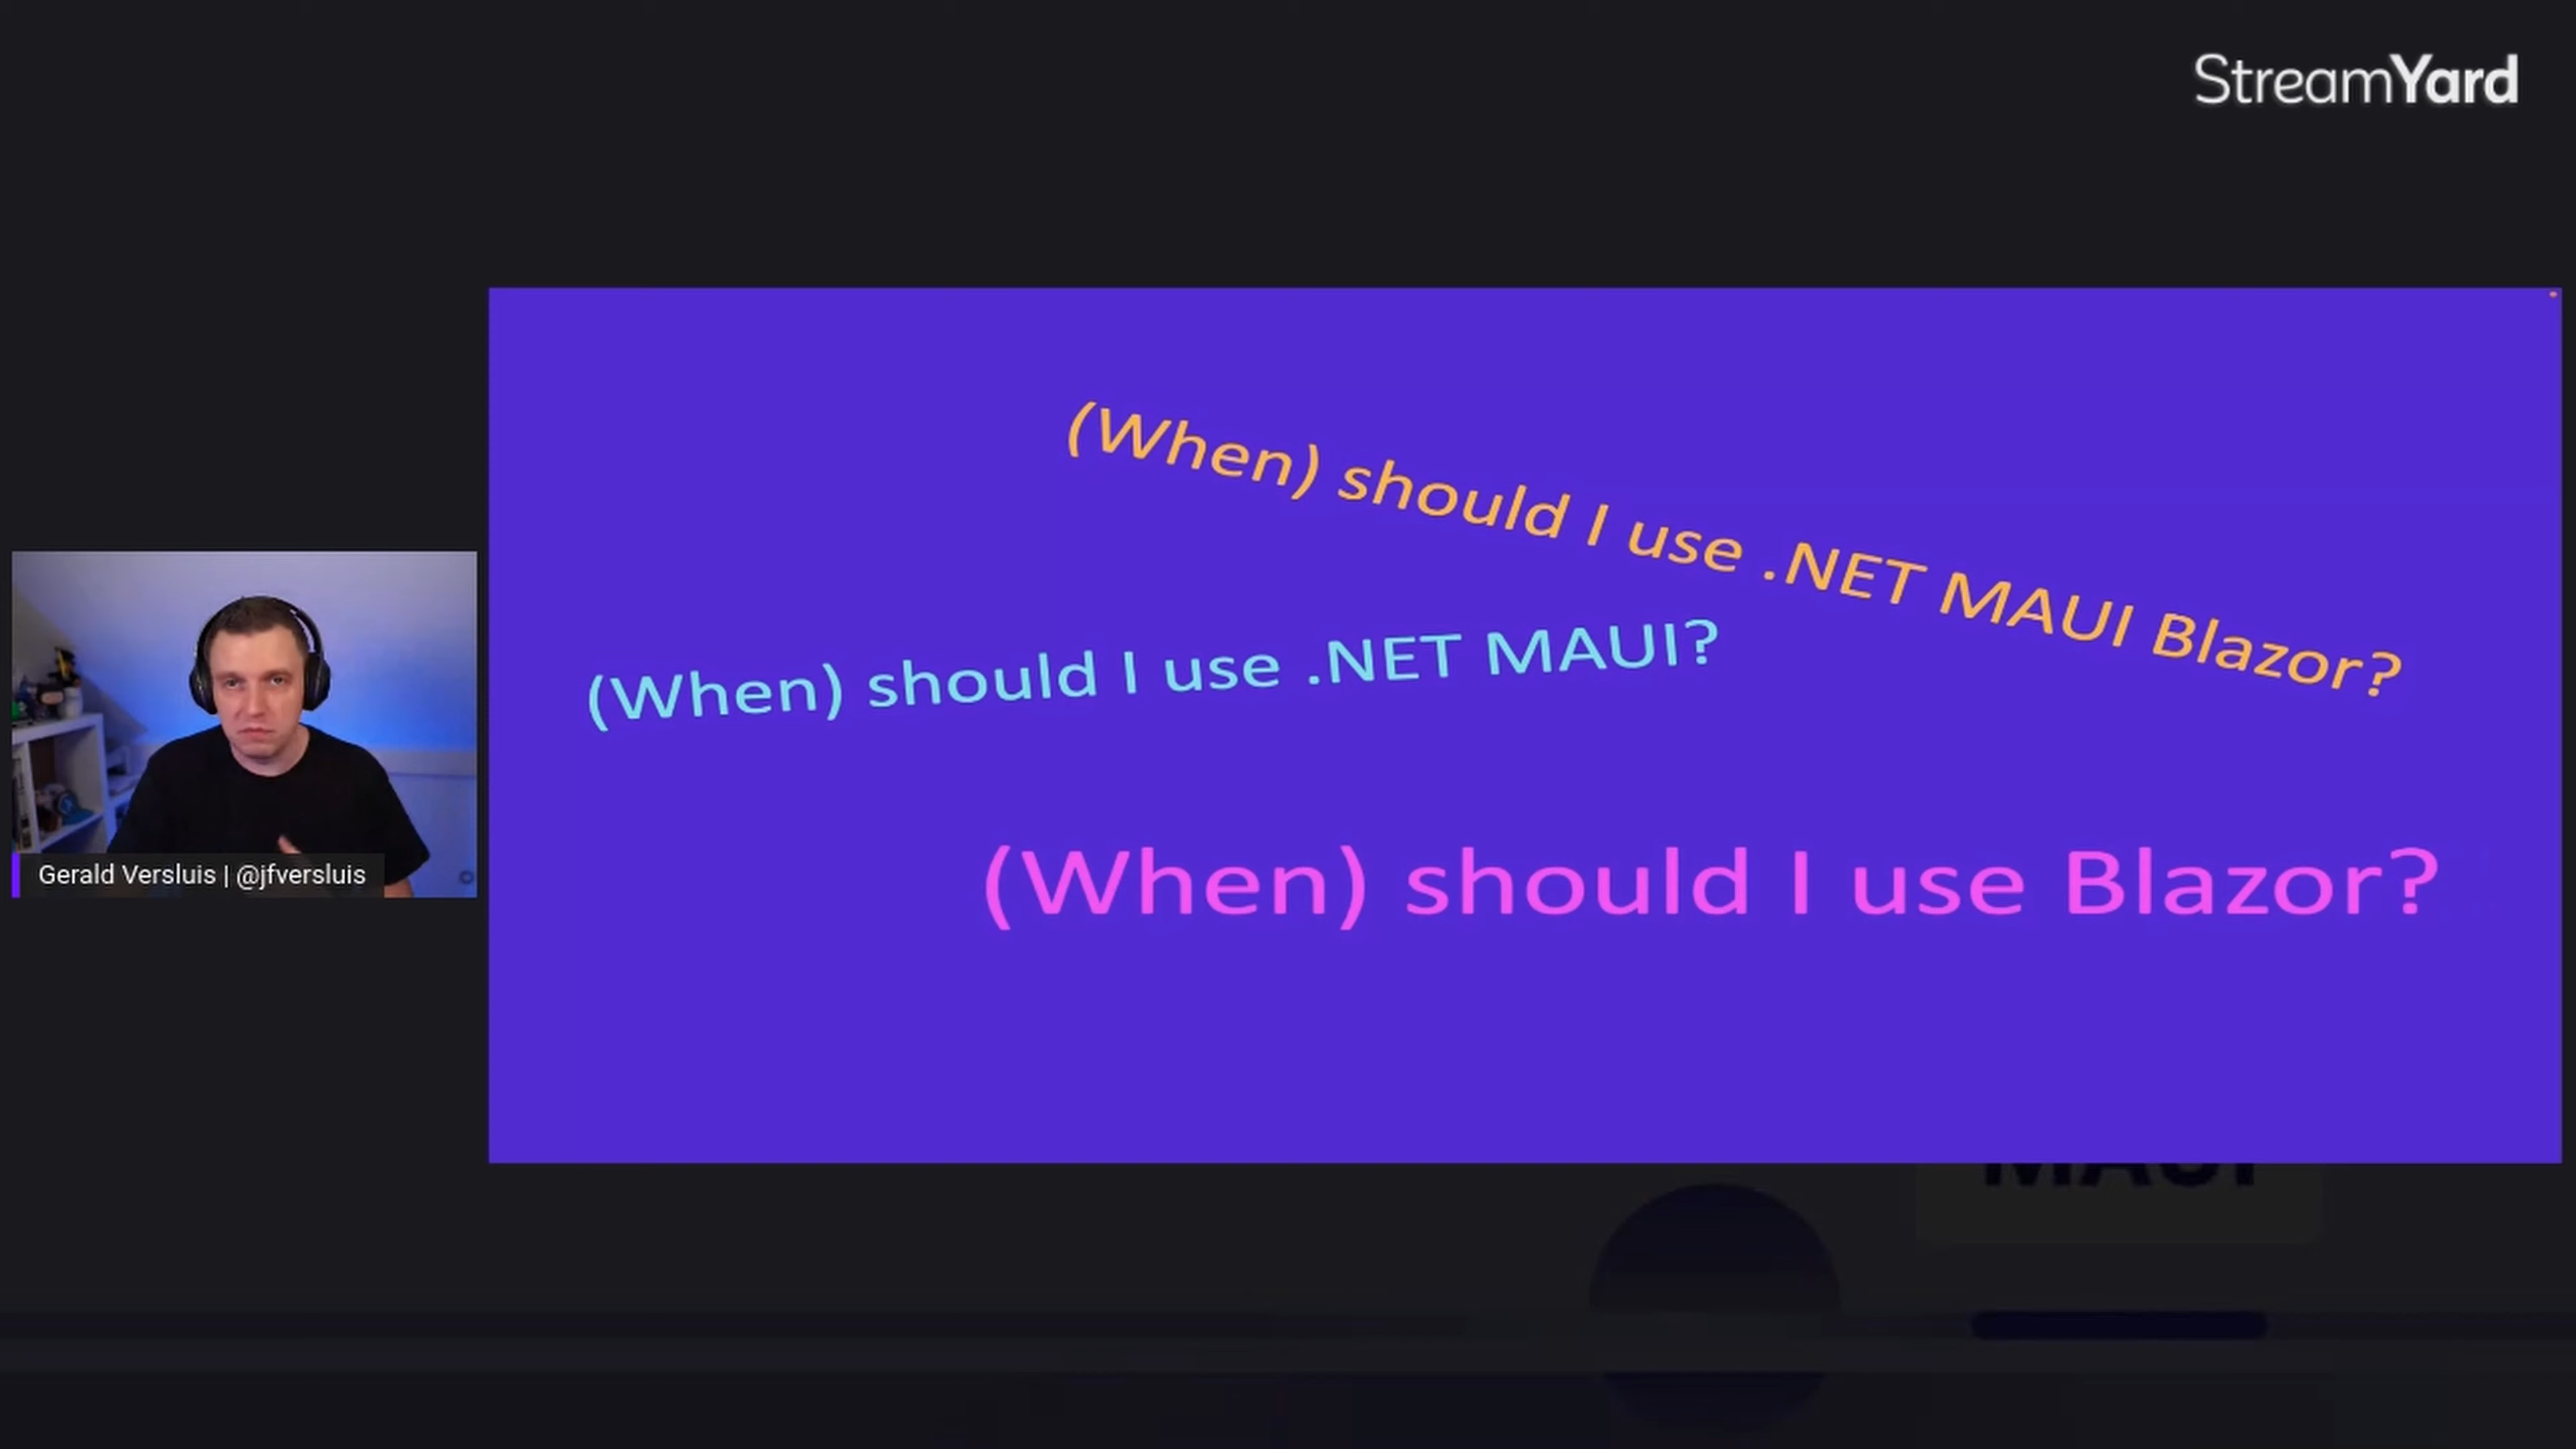 StreamYard
(When) should I use .NET MAUI Blazor?
(When) should I use .NET MAUI?
(When) should I use Blazor?
Gerald Versluis | @jfversluis
MAUI